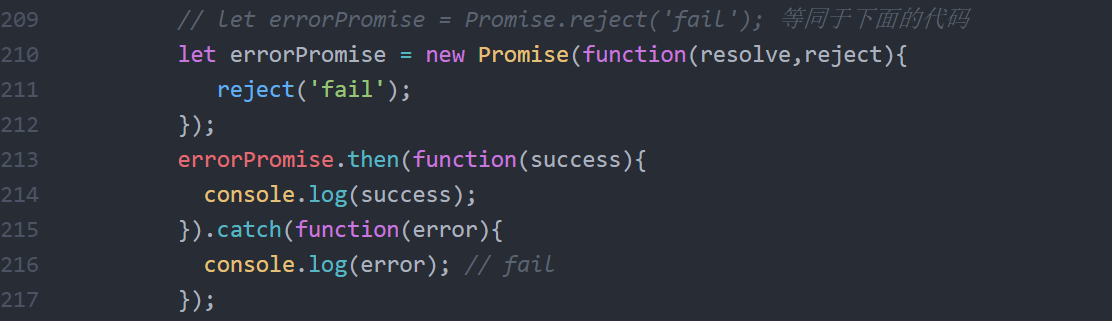 209 // let errorPromise = Promise.reject('fail'); 等同于下面的代码
210 let errorPromise = new Promise(function(resolve,reject){
211 reject('fail');
212 });
213 errorPromise.then(function(success){
214 console.log(success);
215 }).catch(function(error){
216 console.log(error); // fail
217 });